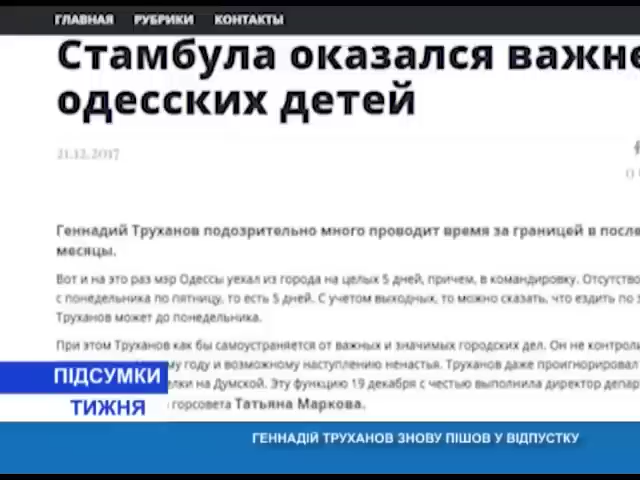 ГЛАВНАЯ РУБРИКИ КОНТАКТЫ
Стамбула оказался важне
одесских детей
21.12.2017
Геннадий Труханов подозрительно много проводит время за границей в после
месяцы.
Вот и на это раз мэр Одессы уехал из города на целых 5 дней, причем, в командировку. Отсутство
с понедельника по пятницу, то есть 5 дней. С учетом выходных, то можно сказать, что ездить по з
Труханов может до понедельника.
При этом Труханов как бы самоустраняется от важных и значимых городских дел. Он не контроли
му году и возможному наступлению ненастья. Труханов даже проигнорировал
лки на Думской. Эту функцию 19 декабря с честью выполнила директор депар
горсовета Татьяна Маркова.
ПІДСУМКИ
ТИЖНЯ
ГЕННАДІЙ ТРУХАНОВ ЗНОВУ ПІШОВ У ВІДПУСТКУ